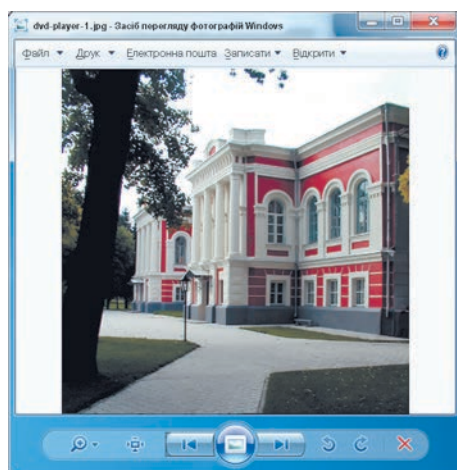 dvd-player-1.jpg - Засіб перегляду фотографій Windows
Файл Друк Електронна пошта Записати Відкрити